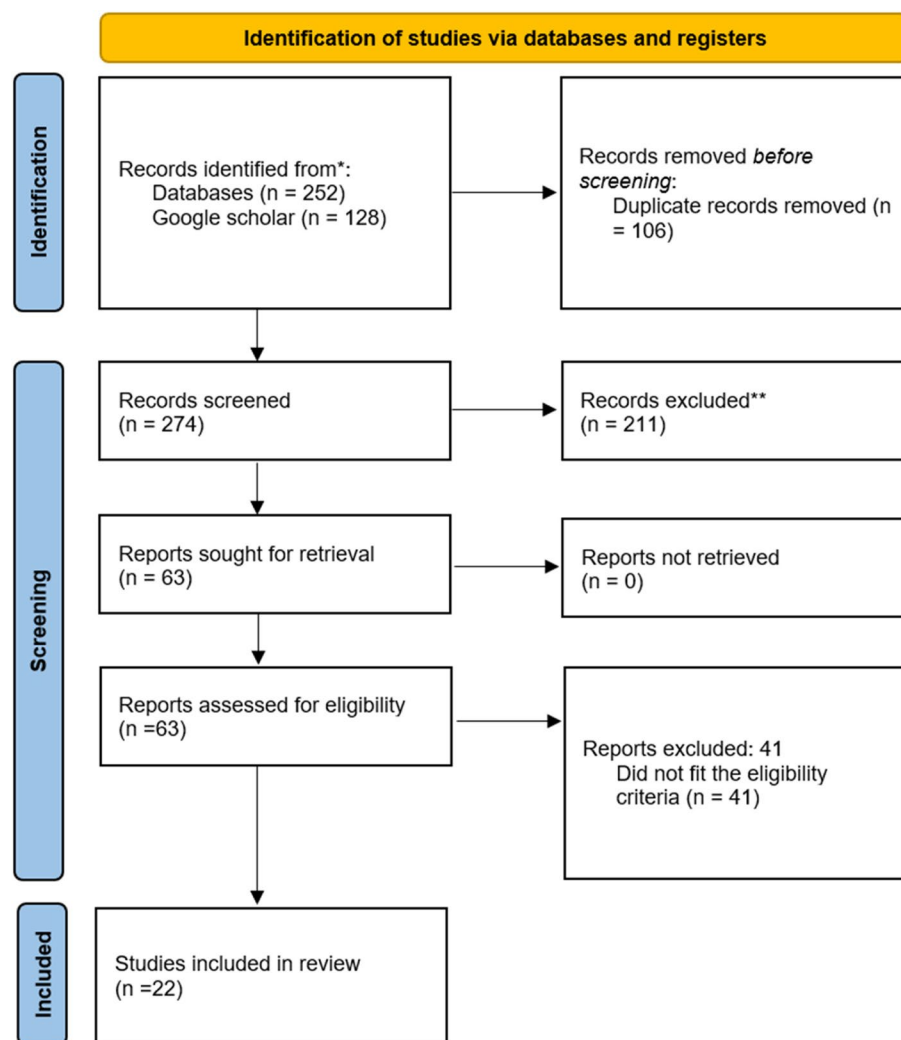 Identification of studies via databases and registers
Identification
Records identified from*:
Databases (n = 252)
Google scholar (n = 128)
Records removed before
screening:
Duplicate records removed (n
= 106)
Screening
Records screened
(n = 274)
Records excluded**
(n = 211)
Reports sought for retrieval
(n = 63)
Reports not retrieved
(n = 0)
Reports assessed for eligibility
(n =63)
Reports excluded: 41
Did not fit the eligibility
criteria (n = 41)
Included
Studies included in review
(n =22)